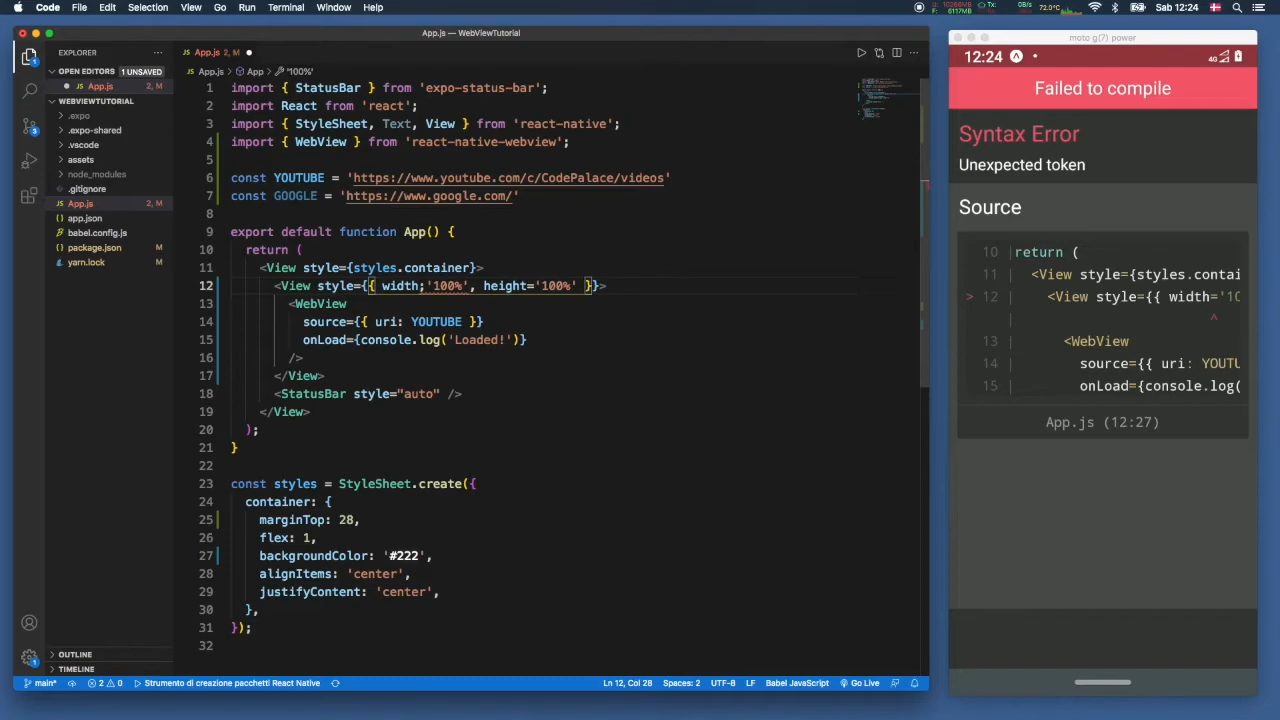 Code File Edit Selection View Go Run Terminal Window Help
72.0°C Sab 12:24
App.js — WebViewTutorial
EXPLORER
OPEN EDITORS 1 UNSAVED
App.js 2, M
WEBVIEWTUTORIAL
.expo
.expo-shared
.vscode
assets
node_modules
.gitignore
App.js 2, M
app.json
babel.config.js
package.json M
yarn.lock M
OUTLINE
TIMELINE
App.js 2, M
App.js > App > "100%"
1 import { StatusBar } from 'expo-status-bar';
2 import React from 'react';
3 import { StyleSheet, Text, View } from 'react-native';
4 import { WebView } from 'react-native-webview';
5
6 const YOUTUBE = 'https://www.youtube.com/c/CodePalace/videos'
7 const GOOGLE = 'https://www.google.com/'
8
9 export default function App() {
10 return (
11 <View style={styles.container}>
12 <View style={{ width;'100%', height='100%' }}>
13 <WebView
14 source={{ uri: YOUTUBE }}
15 onLoad={console.log('Loaded!')}
16 />
17 </View>
18 <StatusBar style="auto" />
19 </View>
20 );
21 }
22
23 const styles = StyleSheet.create({
24 container: {
25 marginTop: 28,
26 flex: 1,
27 backgroundColor: '#222',
28 alignItems: 'center',
29 justifyContent: 'center',
30 },
31 });
32
main* 2 0 Strumento di creazione pacchetti React Native
Ln 12, Col 28 Spaces: 2 UTF-8 LF Babel JavaScript Go Live
moto g(7) power
12:24 4G
Failed to compile
Syntax Error
Unexpected token
Source
10 | return (
11 | <View style={styles.contai
> 12 | <View style={{ width='10
| ^
13 | <WebView
14 | source={{ uri: YOUTU
15 | onLoad={console.log(
App.js (12:27)